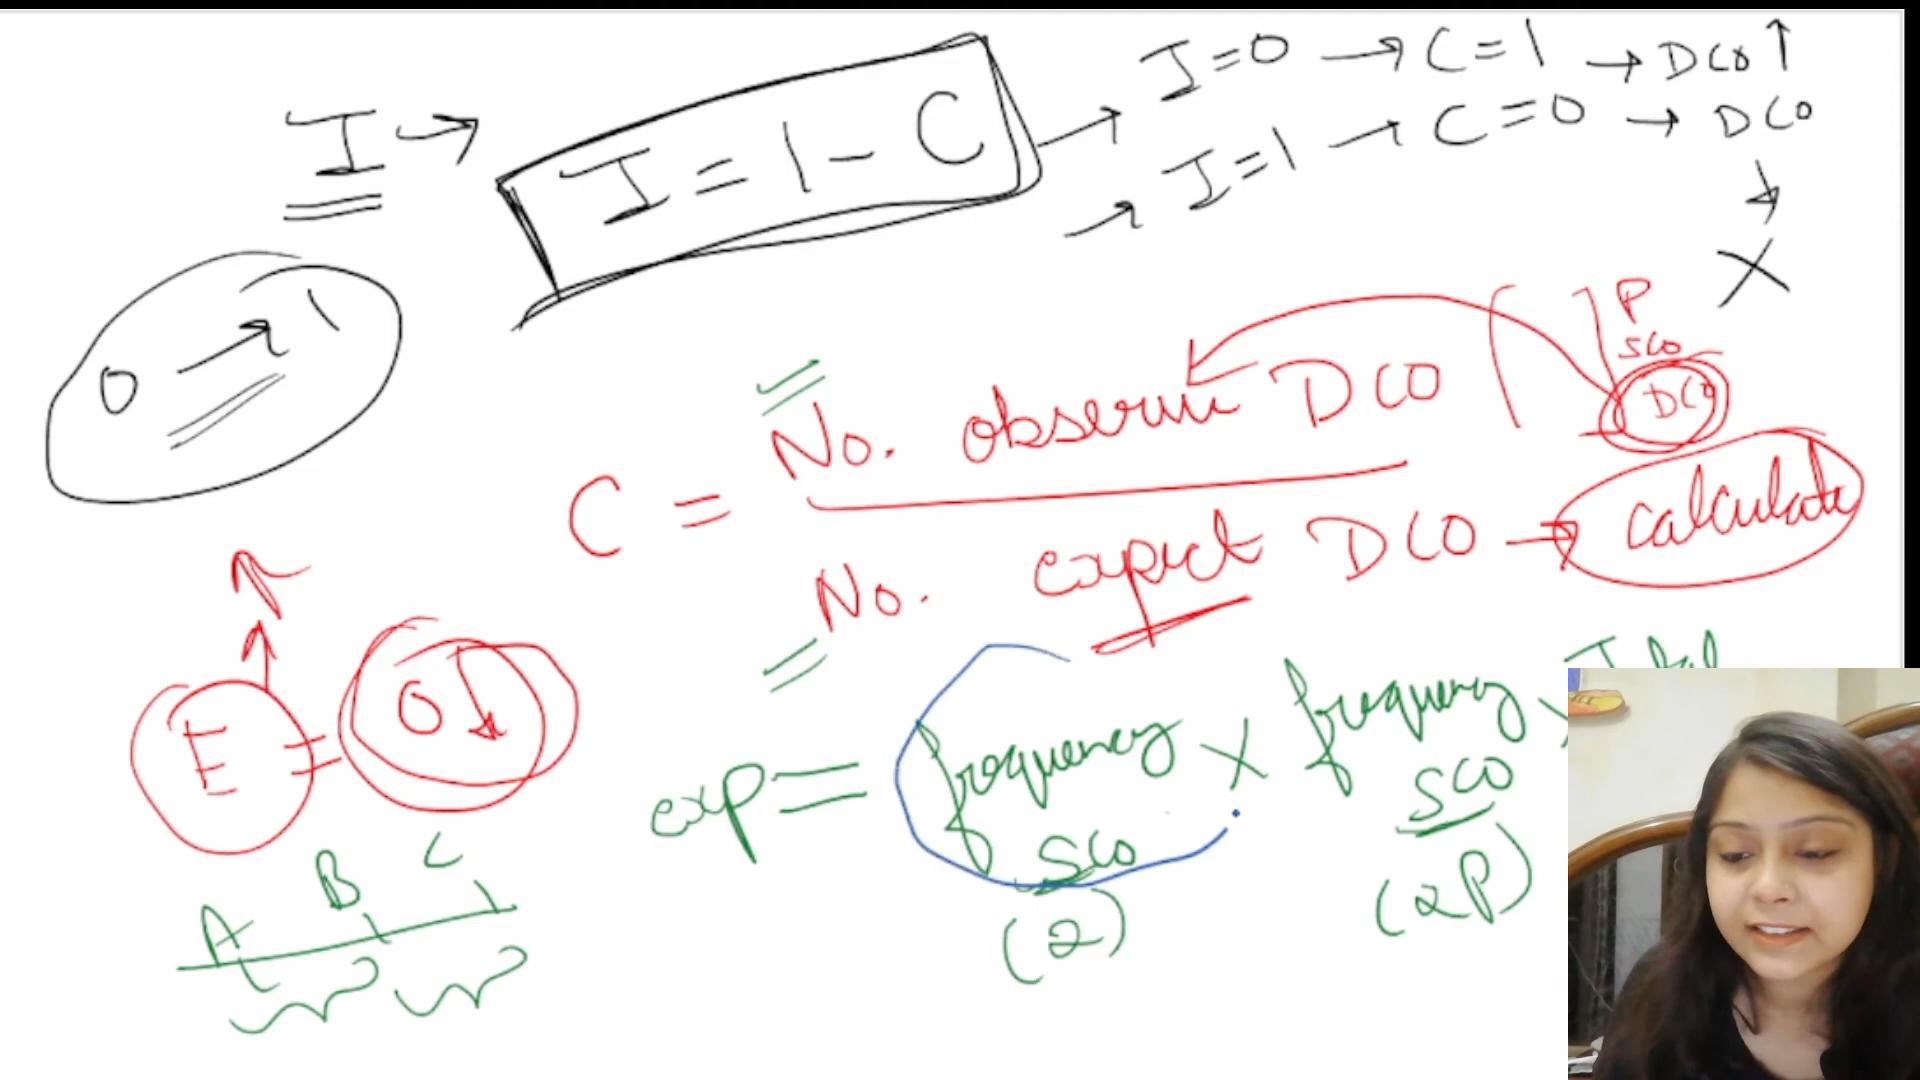 I → I = 1 - C → I = 0 → C = 1 → DCO ↑
→ I = 1 → C = 0 → DCO
↓
X
0 → 1
P
SCO
DCO
C = No. observe DCO
No. expect DCO → calculate
E = O ↓
exp = frequency SCO (2) × frequency SCO (2P) ×
A B C